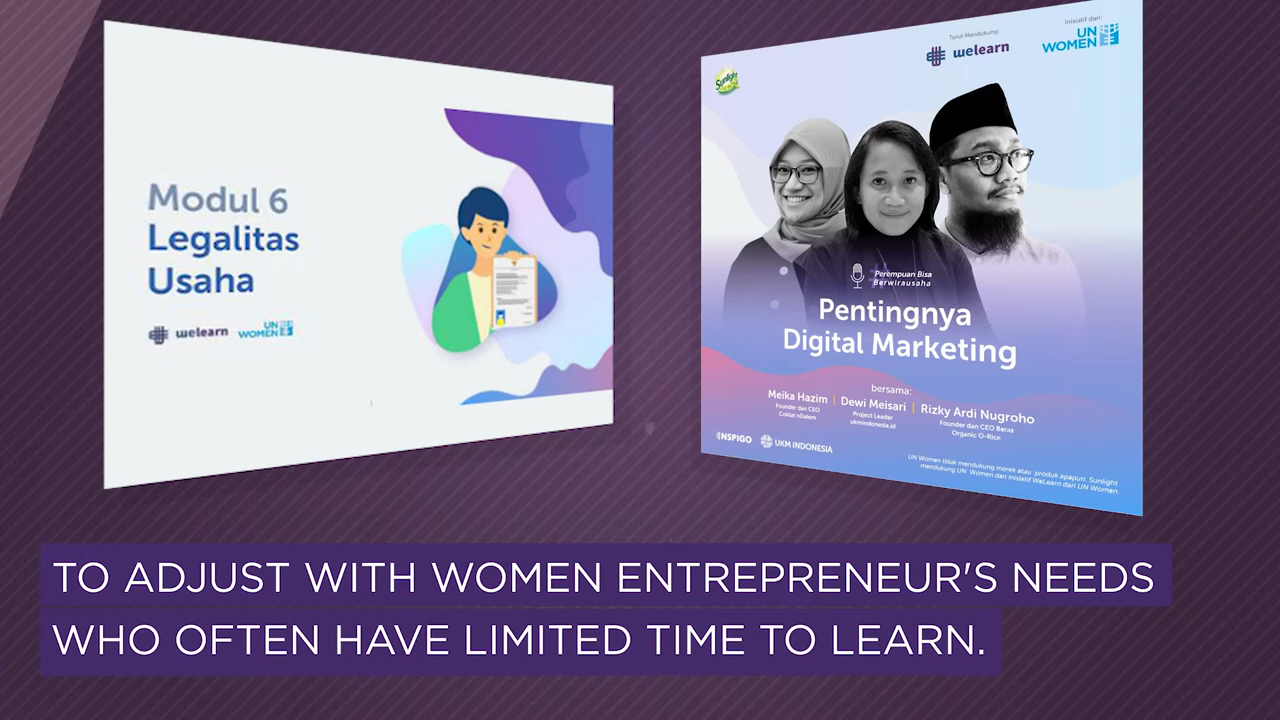 Modul 6
Legalitas
Usaha
welearn
UN
WOMEN
Turut Mendukung:
welearn
Inisiatif dari:
UN
WOMEN
Sunlight
Perempuan Bisa
Berwirausaha
Pentingnya
Digital Marketing
bersama:
Meika Hazim
Founder dan CEO
Coklat nDalem
Dewi Meisari
Project Leader
ukmindonesia.id
Rizky Ardi Nugroho
Founder dan CEO Beras
Organic O-Rice
INSPIGO
UKM INDONESIA
UN Women tidak mendukung merek atau produk apapun. Sunlight
mendukung UN Women dan inisiatif WeLearn dari UN Women.
TO ADJUST WITH WOMEN ENTREPRENEUR'S NEEDS
WHO OFTEN HAVE LIMITED TIME TO LEARN.